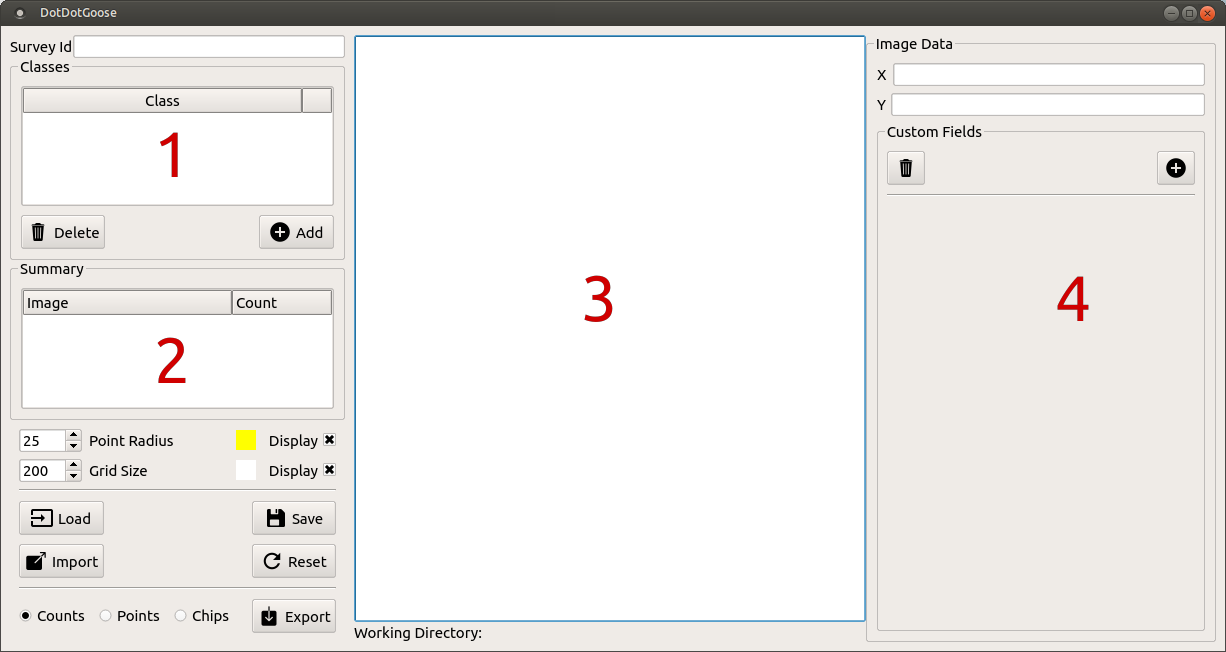 DotDotGoose
Survey Id
Classes
Class
1
Delete
Add
Summary
Image Count
2
25 Point Radius Display
200 Grid Size Display
Load
Save
Import
Reset
Counts Points Chips
Export
3
Working Directory:
Image Data
X
Y
Custom Fields
4